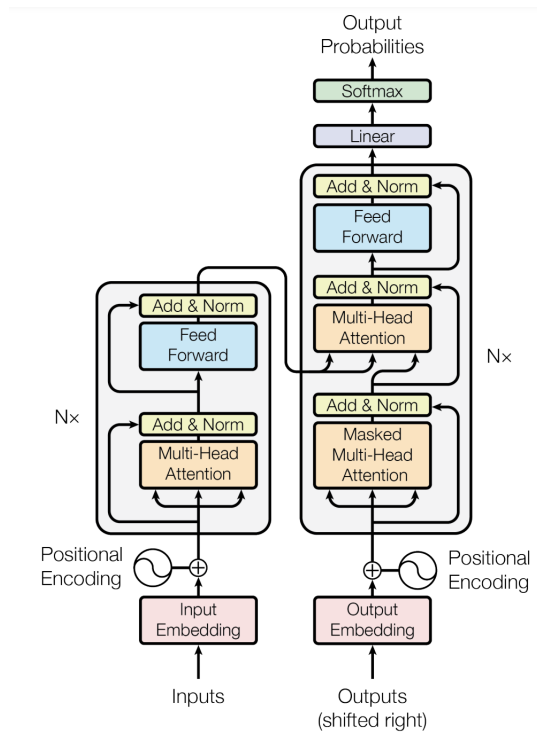 Output
Probabilities
Softmax
Linear
Add & Norm
Feed
Forward
Add & Norm
Multi-Head
Attention
Add & Norm
Masked
Multi-Head
Attention
N×
Add & Norm
Feed
Forward
Add & Norm
Multi-Head
Attention
N×
Positional
Encoding
Positional
Encoding
Input
Embedding
Output
Embedding
Inputs
Outputs
(shifted right)